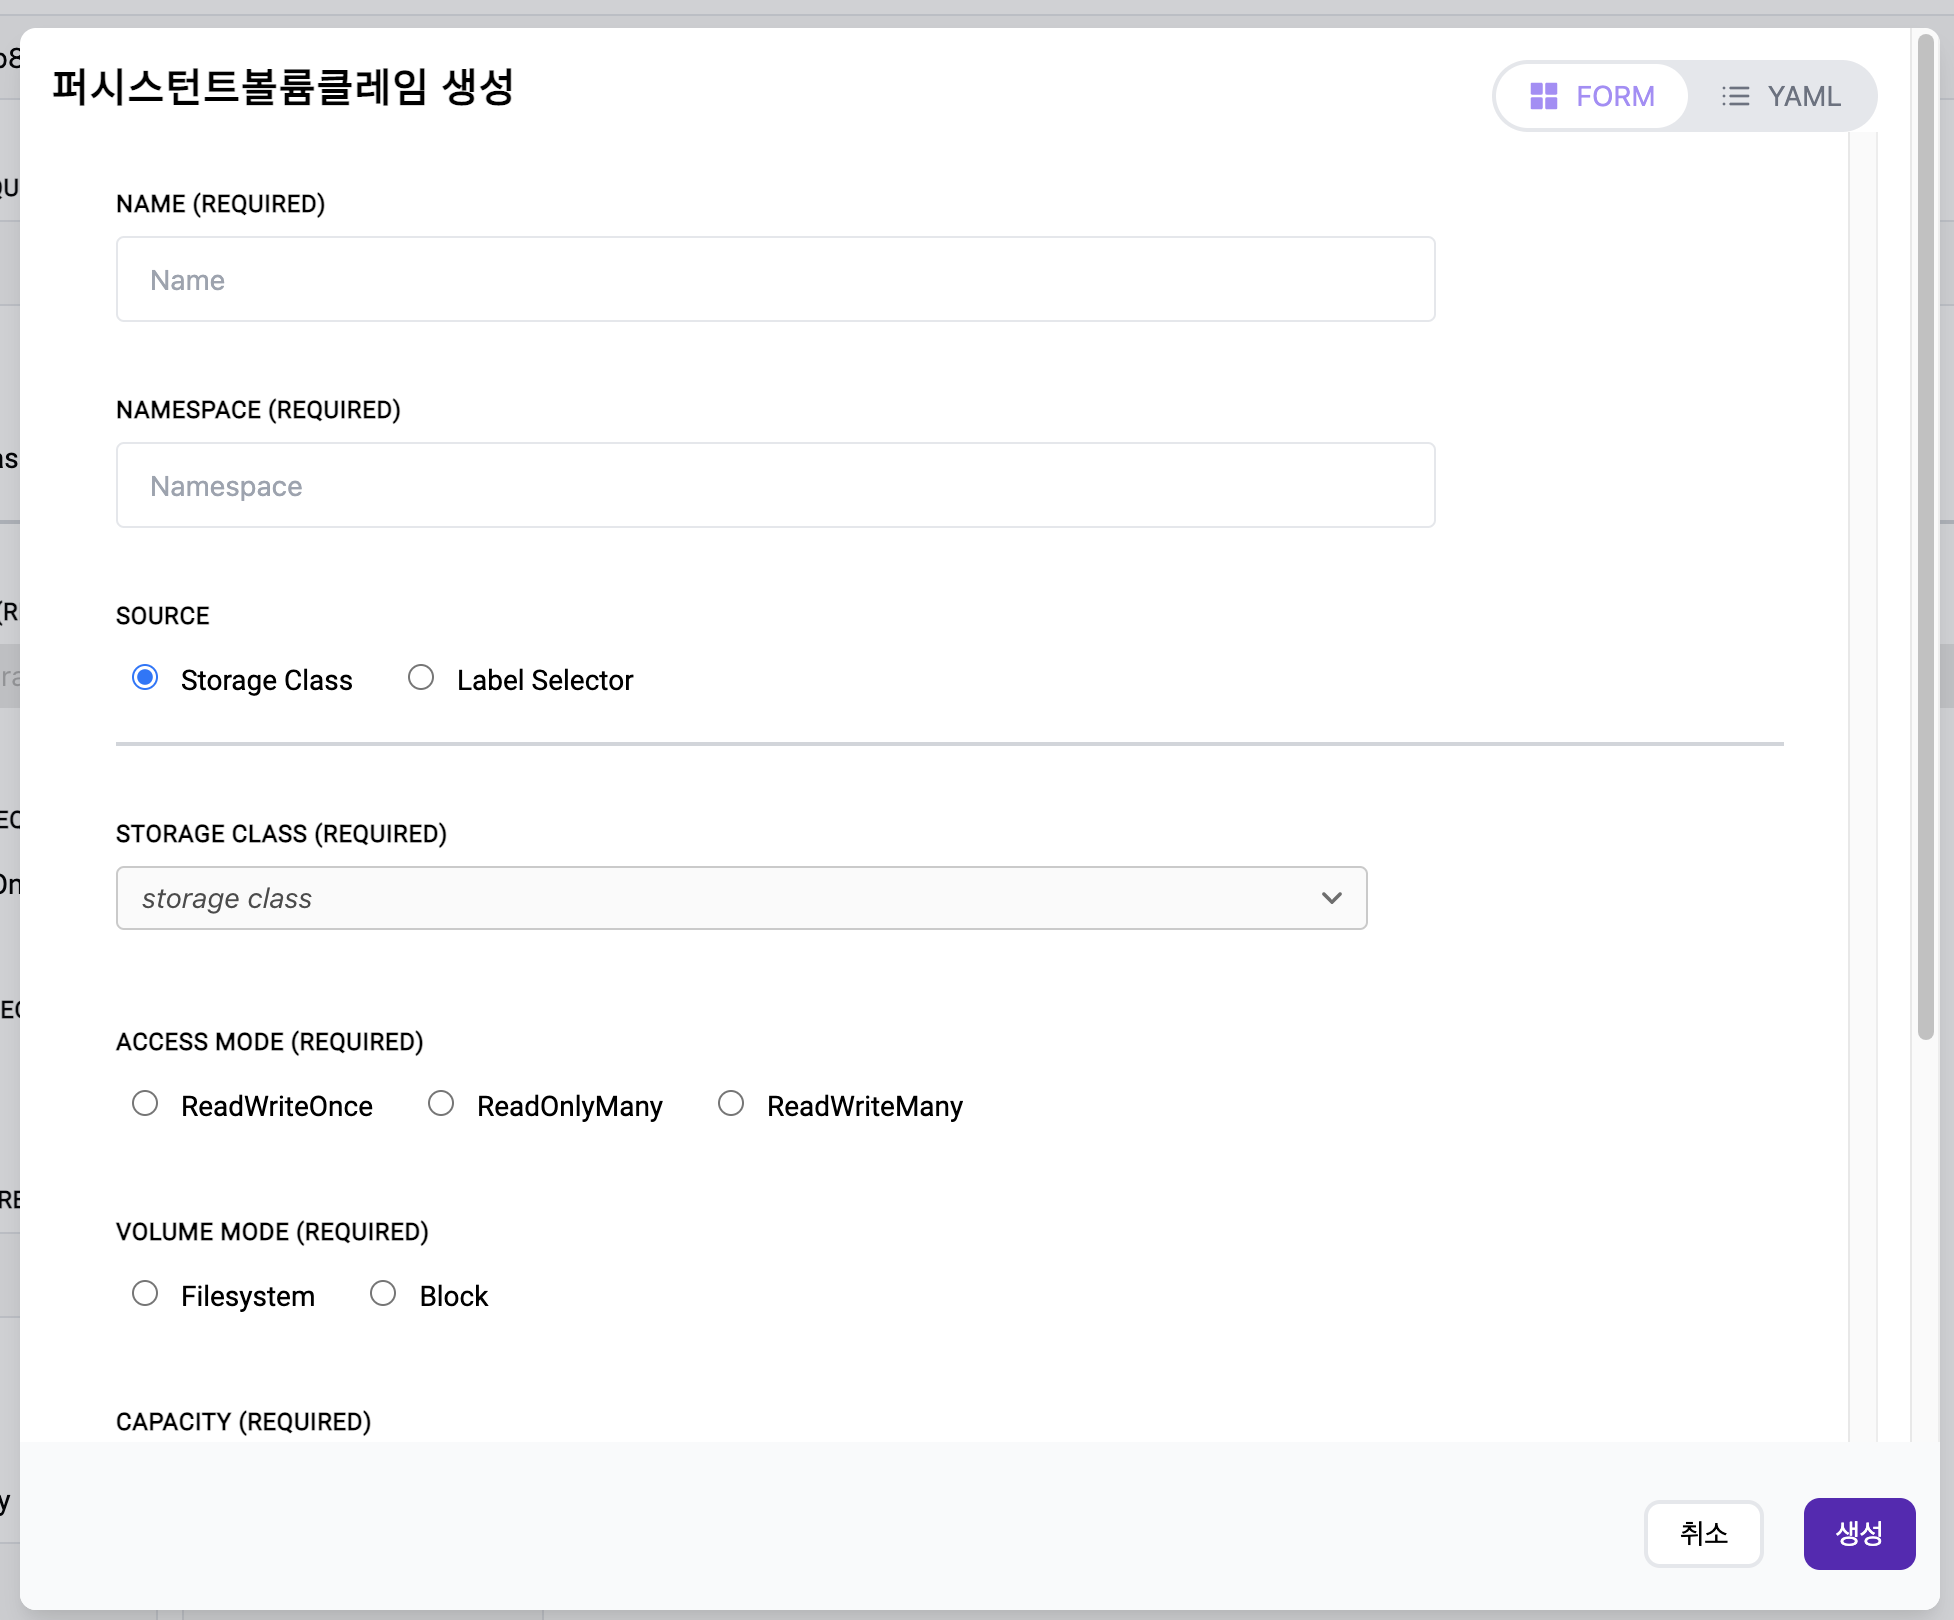 퍼시스턴트볼륨클레임 생성
FORM
YAML
NAME (REQUIRED)
Name
NAMESPACE (REQUIRED)
Namespace
SOURCE
Storage Class
Label Selector
STORAGE CLASS (REQUIRED)
storage class
ACCESS MODE (REQUIRED)
ReadWriteOnce
ReadOnlyMany
ReadWriteMany
VOLUME MODE (REQUIRED)
Filesystem
Block
CAPACITY (REQUIRED)
취소
생성